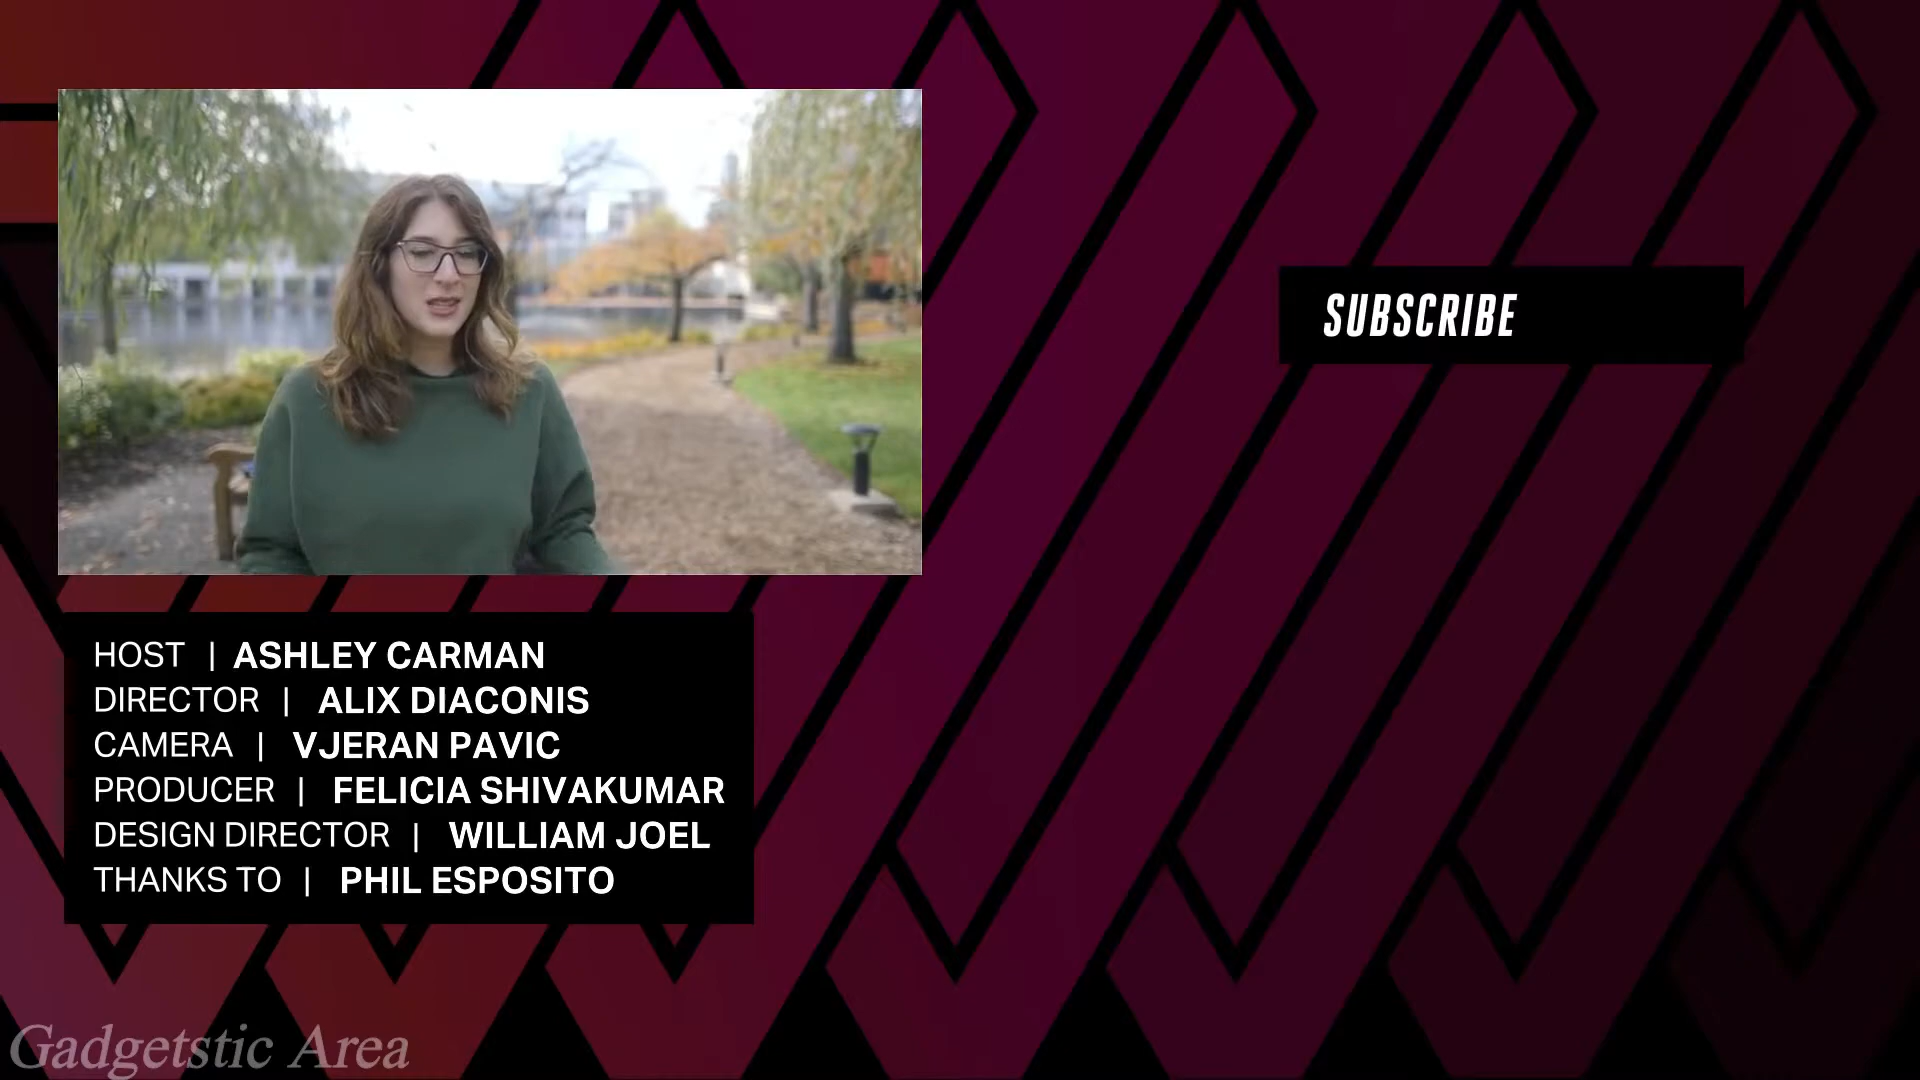 SUBSCRIBE
HOST | ASHLEY CARMAN
DIRECTOR | ALIX DIACONIS
CAMERA | VJERAN PAVIC
PRODUCER | FELICIA SHIVAKUMAR
DESIGN DIRECTOR | WILLIAM JOEL
THANKS TO | PHIL ESPOSITO
Gadgetstic Area